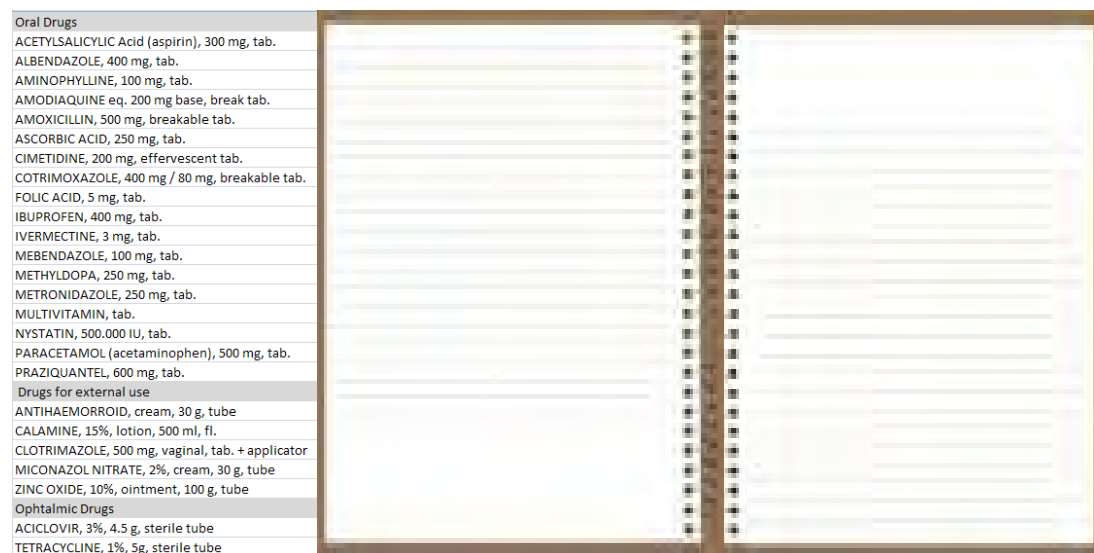 Oral Drugs
ACETYLSALICYLIC Acid (aspirin), 300 mg, tab.
ALBENDAZOLE, 400 mg, tab.
AMINOPHYLLINE, 100 mg, tab.
AMODIAQUINE eq. 200 mg base, break tab.
AMOXICILLIN, 500 mg, breakable tab.
ASCORBIC ACID, 250 mg, tab.
CIMETIDINE, 200 mg, effervescent tab.
COTRIMOXAZOLE, 400 mg / 80 mg, breakable tab.
FOLIC ACID, 5 mg, tab.
IBUPROFEN, 400 mg, tab.
IVERMECTINE, 3 mg, tab.
MEBENDAZOLE, 100 mg, tab.
METHYLDOPA, 250 mg, tab.
METRONIDAZOLE, 250 mg, tab.
MULTIVITAMIN, tab.
NYSTATIN, 500.000 IU, tab.
PARACETAMOL (acetaminophen), 500 mg, tab.
PRAZIQUANTEL, 600 mg, tab.
Drugs for external use
ANTIHAEMORROID, cream, 30 g, tube
CALAMINE, 15%, lotion, 500 ml, fl.
CLOTRIMAZOLE, 500 mg, vaginal, tab. + applicator
MICONAZOL NITRATE, 2%, cream, 30 g, tube
ZINC OXIDE, 10%, ointment, 100 g, tube
Ophtalmic Drugs
ACICLOVIR, 3%, 4.5 g, sterile tube
TETRACYCLINE, 1%, 5g, sterile tube